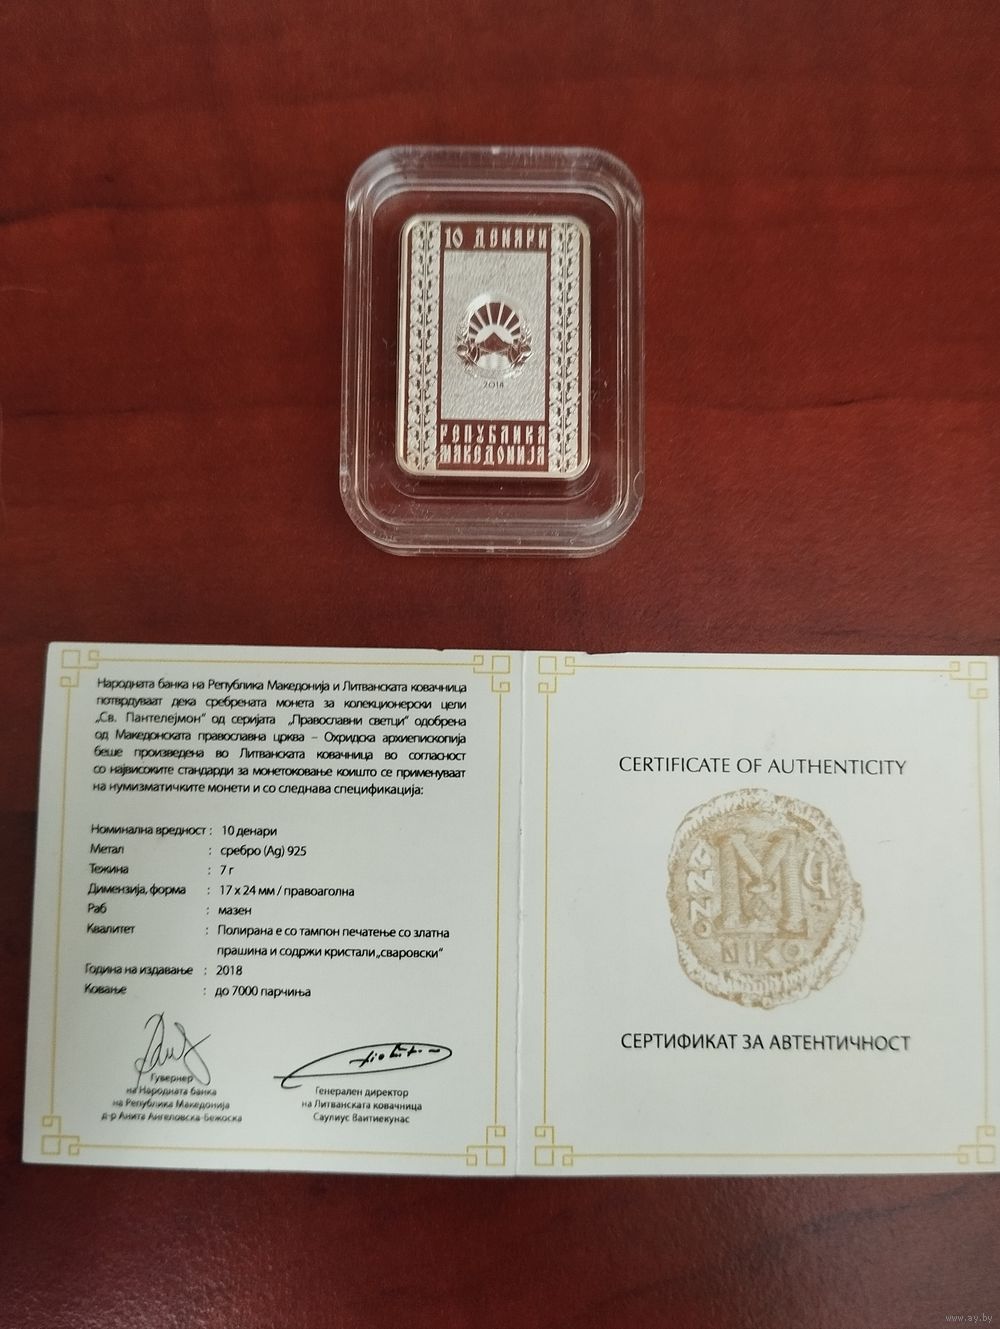 10 ДЕНАРИ
2018
РЕПУБЛИКА
МАКЕДОНИЈА
Народната банка на Република Македонија и Литванската ковачница
потврдуваат дека сребрената монета за колекционерски цели
„Св. Пантелејмон“ од серијата „Православни светци“ одобрена
од Македонската православна црква – Охридска архиепископија
беше произведена во Литванската ковачница во согласност
со највисоките стандарди за монетоковање коишто се применуваат
на нумизматичките монети и со следнава спецификација:
Номинална вредност : 10 денари
Метал : сребро (Ag) 925
Тежина : 7 г
Димензија, форма : 17 x 24 мм / правоаголна
Раб : мазен
Квалитет : Полирана е со тампон печатење со златна
прашина и содржи кристали „сваровски“
Година на издавање : 2018
Ковање : до 7000 парчиња
Гувернер
на Народната банка
на Република Македонија
д-р Анита Ангеловска-Бежоска
Генерален директор
на Литванската ковачница
Саулиус Ваитиекунас
CERTIFICATE OF AUTHENTICITY
M
NIKO
СЕРТИФИКАТ ЗА АВТЕНТИЧНОСТ
www.ay.by